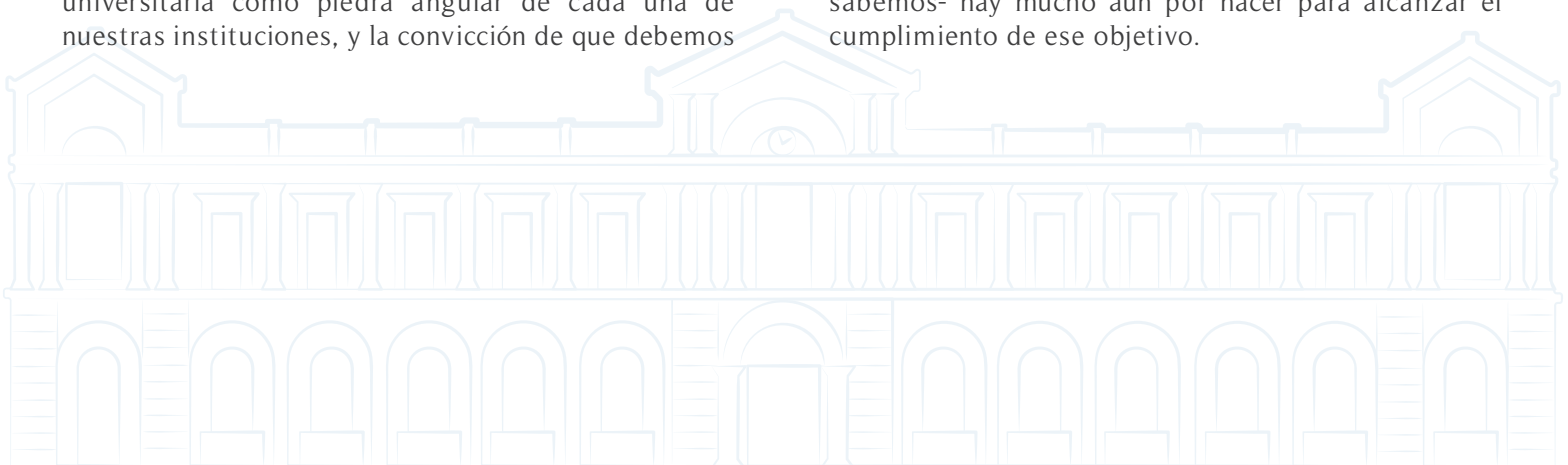 universitaria como piedra angular de cada una de
nuestras instituciones, y la convicción de que debemos
sabemos- hay mucho aún por hacer para alcanzar el
cumplimiento de ese objetivo.